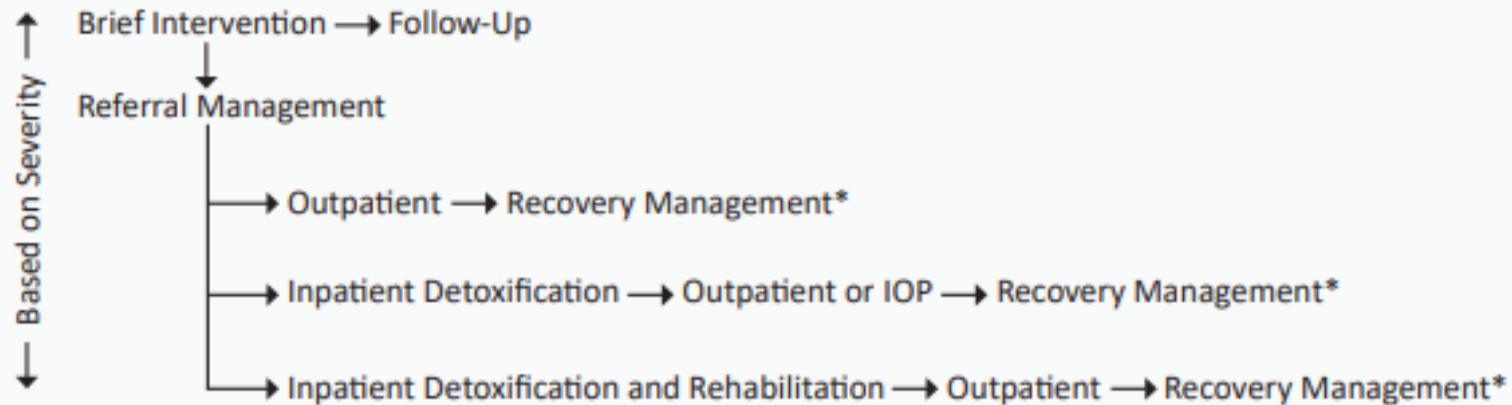 Based on Severity
Brief Intervention → Follow-Up
Referral Management
Outpatient → Recovery Management*
Inpatient Detoxification → Outpatient or IOP → Recovery Management*
Inpatient Detoxification and Rehabilitation → Outpatient → Recovery Management*